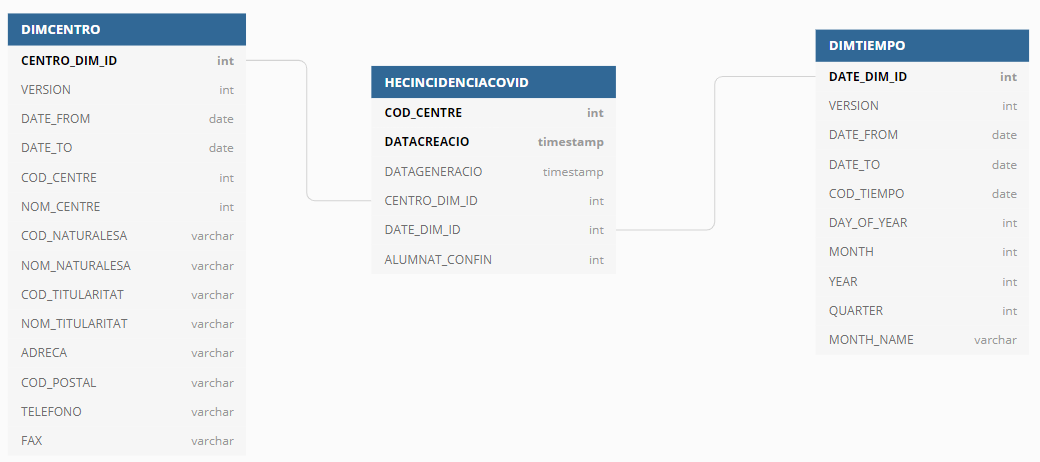 DIMCENTRO
CENTRO_DIM_ID int
VERSION int
DATE_FROM date
DATE_TO date
COD_CENTRE int
NOM_CENTRE int
COD_NATURALESA varchar
NOM_NATURALESA varchar
COD_TITULARITAT varchar
NOM_TITULARITAT varchar
ADRECA varchar
COD_POSTAL varchar
TELEFONO varchar
FAX varchar
HECINCIDENCIACOVID
COD_CENTRE int
DATACREACIO timestamp
DATAGENERACIO timestamp
CENTRO_DIM_ID int
DATE_DIM_ID int
ALUMNAT_CONFIN int
DIMTIEMPO
DATE_DIM_ID int
VERSION int
DATE_FROM date
DATE_TO date
COD_TIEMPO date
DAY_OF_YEAR int
MONTH int
YEAR int
QUARTER int
MONTH_NAME varchar